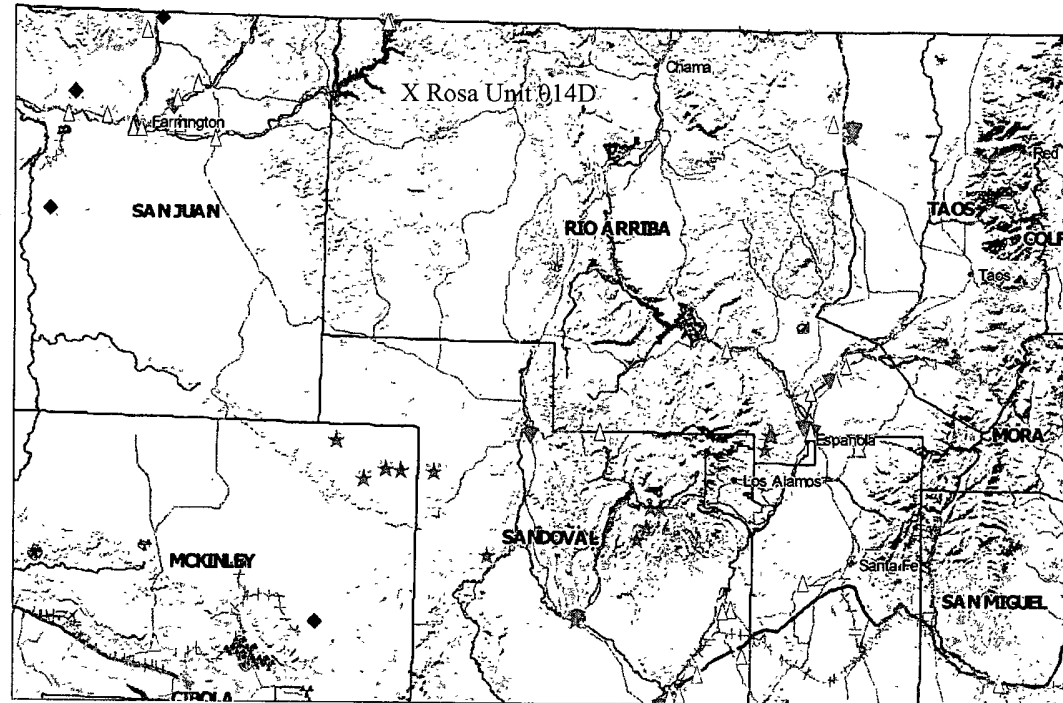 Chama
X Rosa Unit 014D
Farmington
Red
SAN JUAN
TAOS
RIO ARRIBA
COLF
Taos
MORA
Española
Los Alamos
SANDOVAL
MCKINLEY
Santa Fe
SAN MIGUEL
CIBOLA